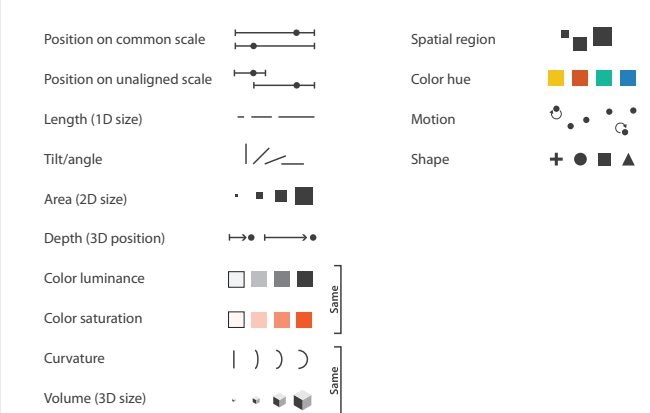 Position on common scale
Position on unaligned scale
Length (1D size)
Tilt/angle
Area (2D size)
Depth (3D position)
Color luminance
Color saturation
Same
Curvature
Volume (3D size)
Same
Spatial region
Color hue
Motion
Shape